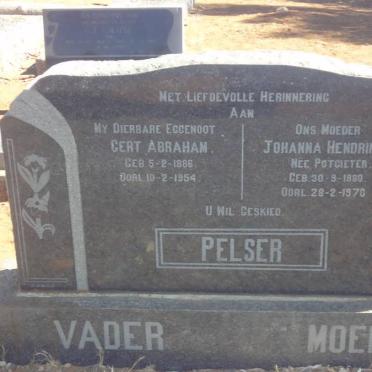 MET LIEFDEVOLLE HERINNERING
AAN
MY DIERBARE EGGENOOT
GERT ABRAHAM.
GEB. 5-2-1886.
OORL. 10-2-1954.
ONS MOEDER
JOHANNA HENDRI
NEE POTGIETER.
GEB. 30-9-1890.
OORL. 28-2-1970
U WIL GESKIED.
PELSER
VADER
MOE